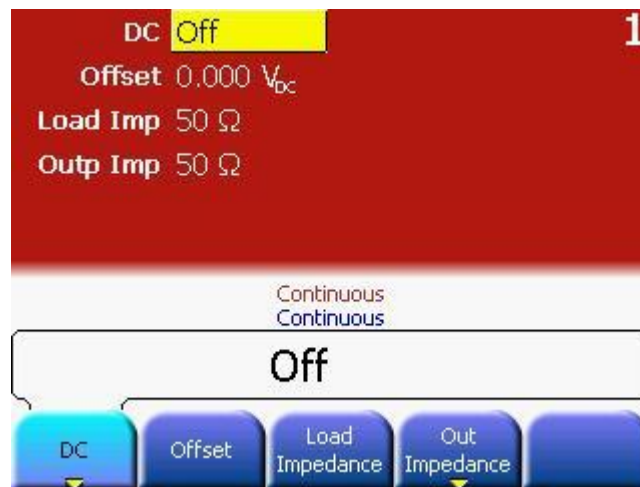 DC Off 1
Offset 0.000 VDC
Load Imp 50 Ω
Outp Imp 50 Ω
Continuous
Continuous
Off
DC Offset Load Impedance Out Impedance